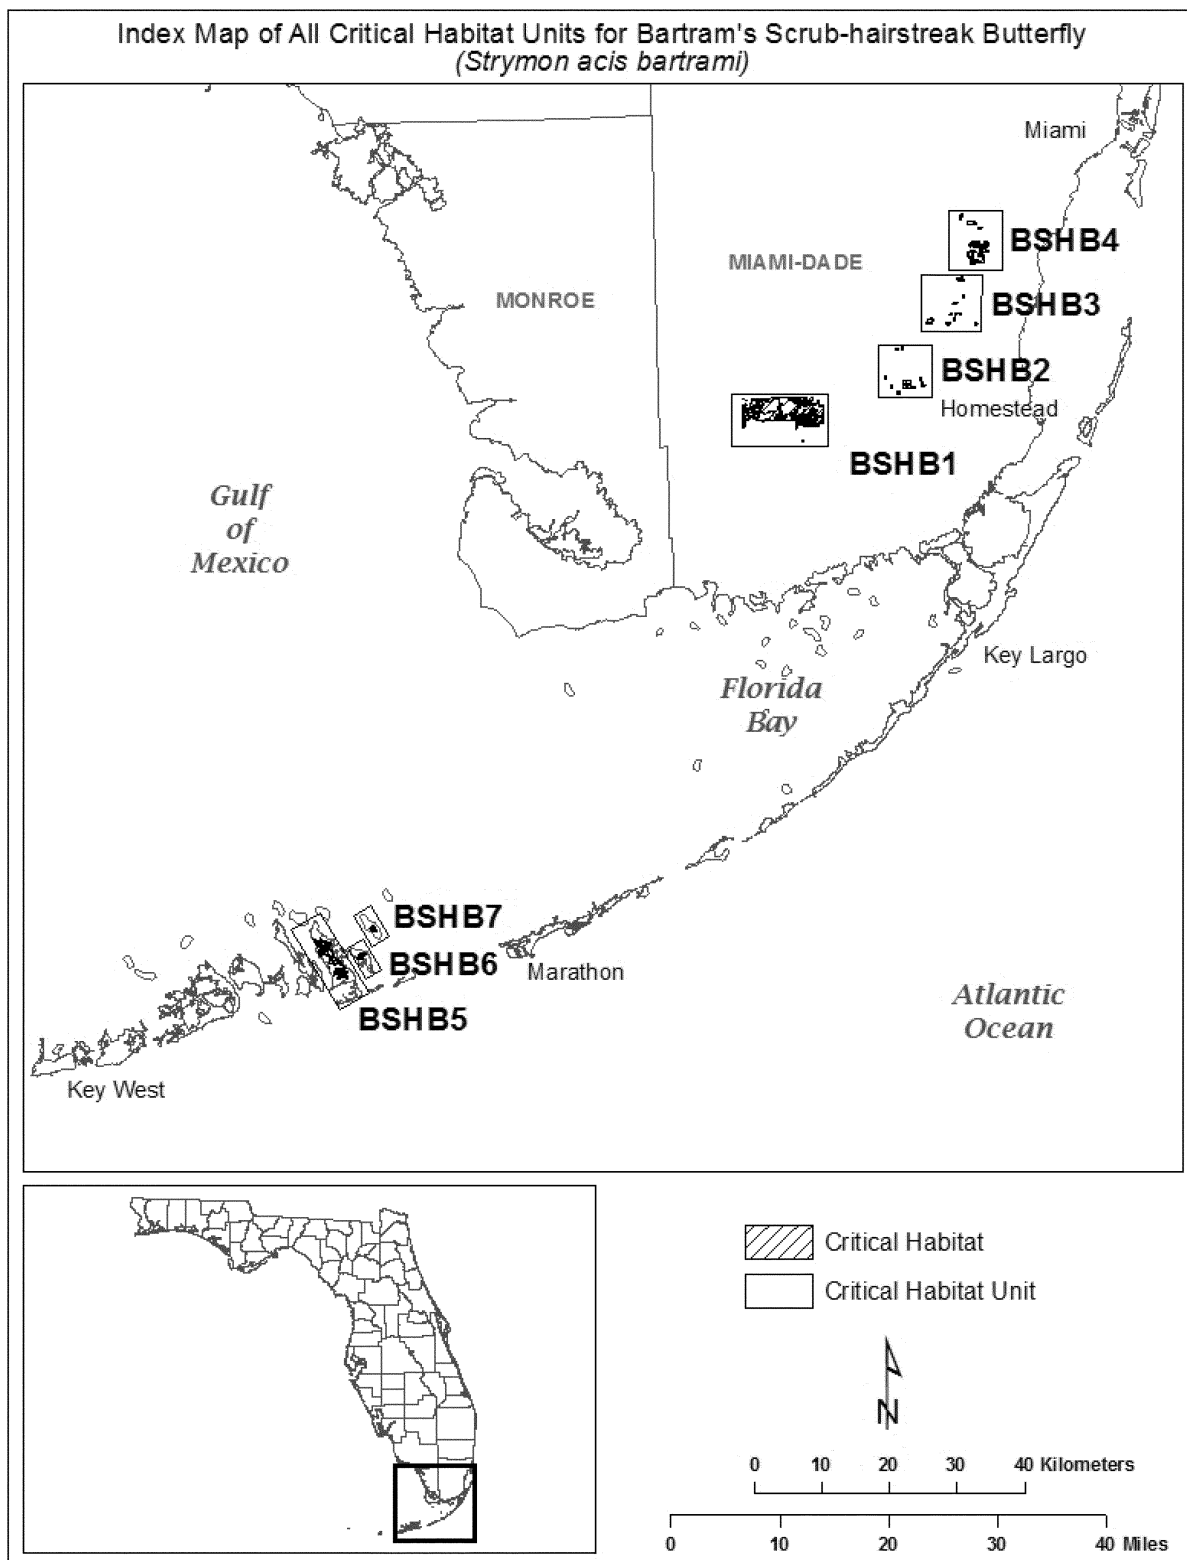 Index Map of All Critical Habitat Units for Bartram's Scrub-hairstreak Butterfly
(Strymon acis bartrami)
Miami
BSHB4
MIAMI-DADE
MONROE
BSHB3
BSHB2
Homestead
BSHB1
Gulf
of
Mexico
Key Largo
Florida
Bay
BSHB7
BSHB6
Marathon
Atlantic
Ocean
BSHB5
Key West
Critical Habitat
Critical Habitat Unit
N
0 10 20 30 40 Kilometers
0 10 20 30 40 Miles